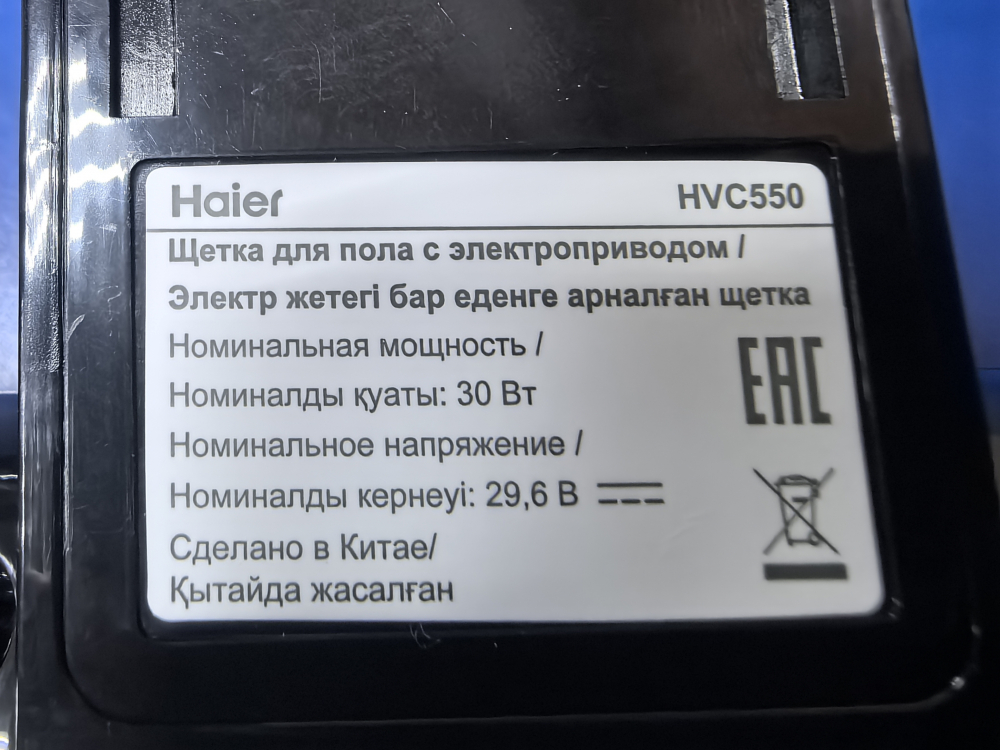 Haier HVC550
Щетка для пола с электроприводом /
Электр жетегі бар еденге арналған щетка
Номинальная мощность /
Номиналды қуаты: 30 Вт
EAC
Номинальное напряжение /
Номиналды кернеуі: 29,6 В
Сделано в Китае/
Қытайда жасалған